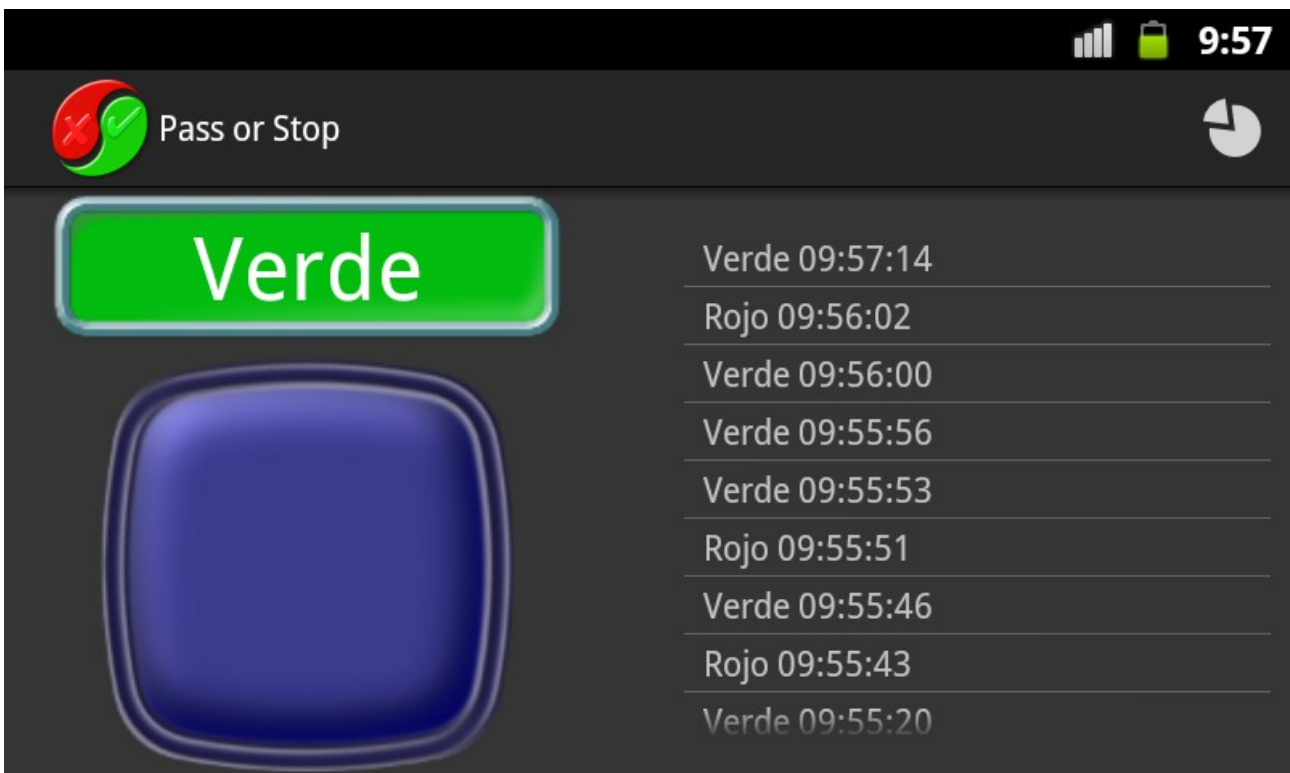 9:57
Pass or Stop
Verde
Verde 09:57:14
Rojo 09:56:02
Verde 09:56:00
Verde 09:55:56
Verde 09:55:53
Rojo 09:55:51
Verde 09:55:46
Rojo 09:55:43
Verde 09:55:20